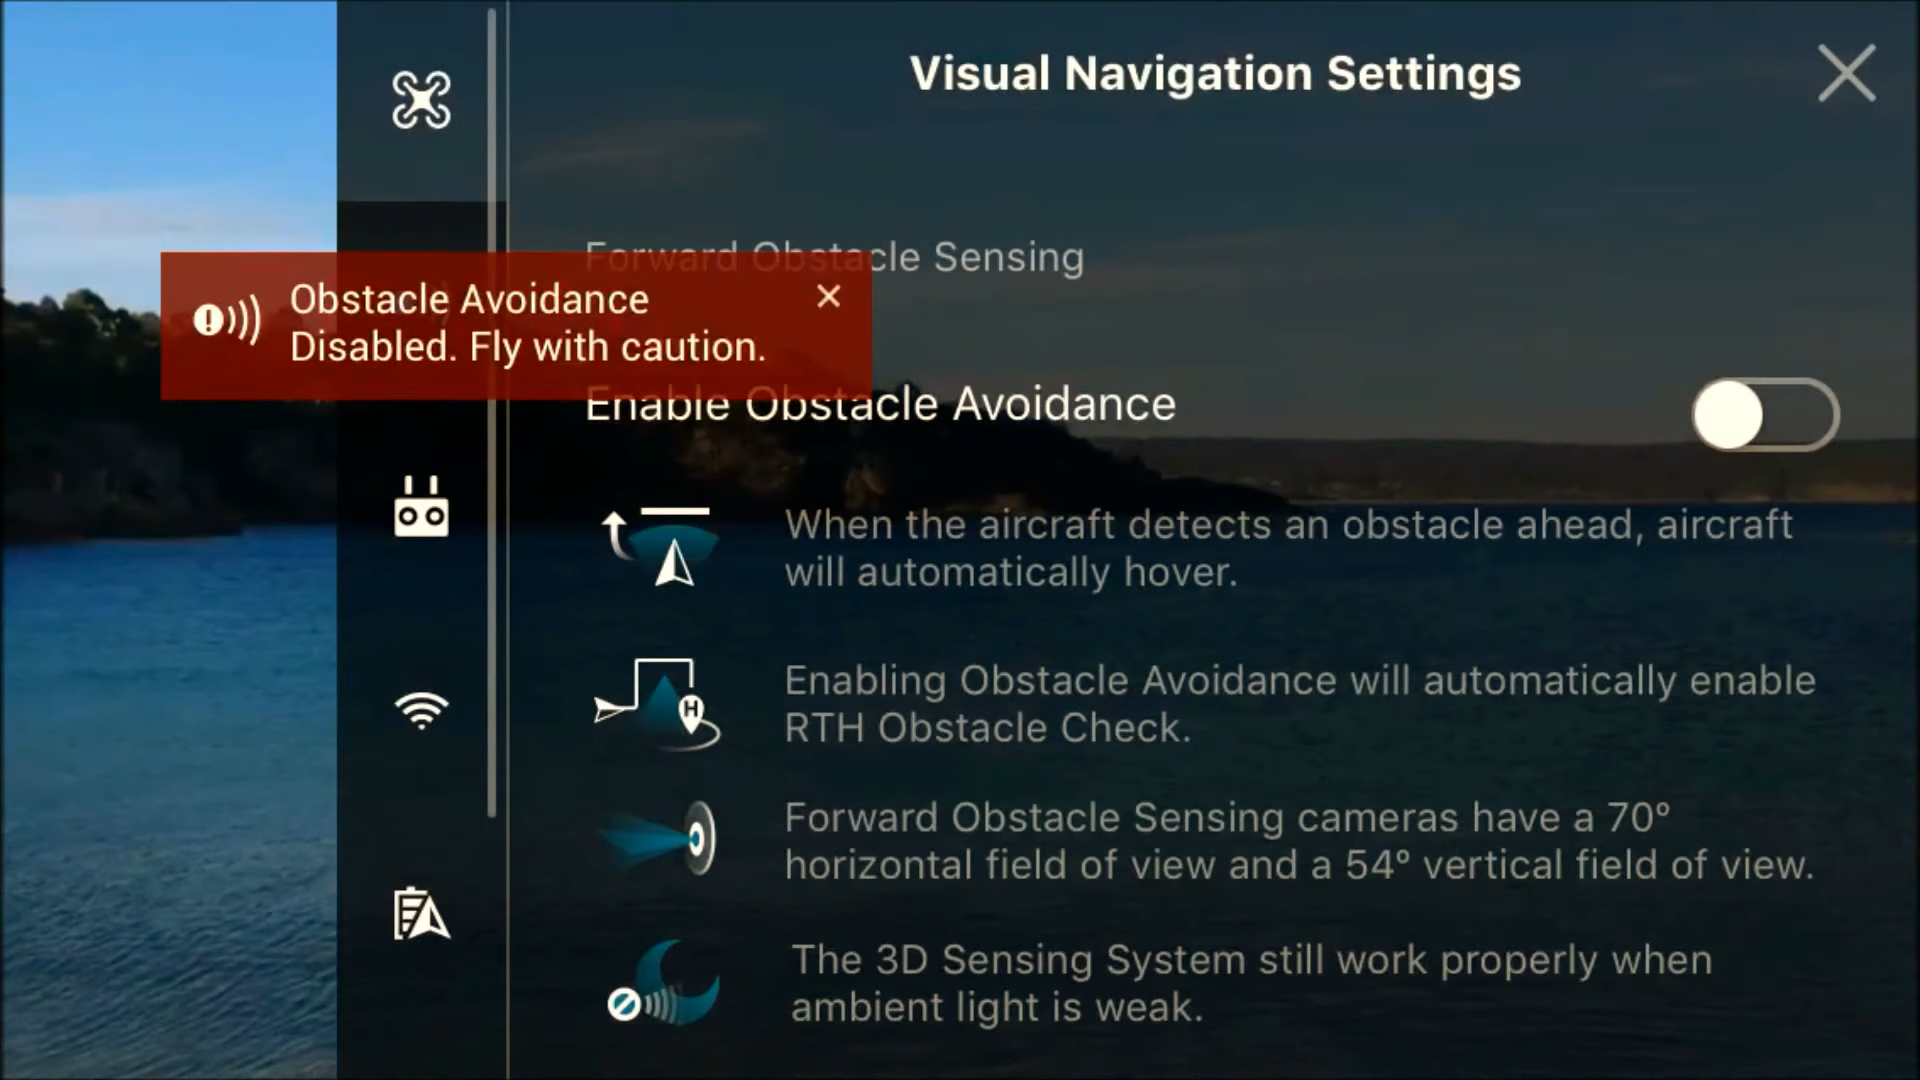 Visual Navigation Settings
Forward Obstacle Sensing
Obstacle Avoidance
Disabled. Fly with caution.
Enable Obstacle Avoidance
When the aircraft detects an obstacle ahead, aircraft
will automatically hover.
H
Enabling Obstacle Avoidance will automatically enable
RTH Obstacle Check.
Forward Obstacle Sensing cameras have a 70°
horizontal field of view and a 54° vertical field of view.
The 3D Sensing System still work properly when
ambient light is weak.